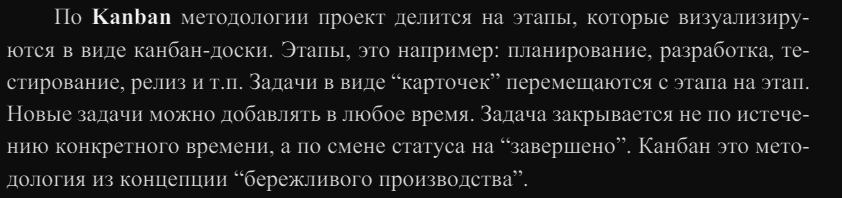 По Kanban методологии проект делится на этапы, которые визуализиру-
ются в виде канбан-доски. Этапы, это например: планирование, разработка, те-
стирование, релиз и т.п. Задачи в виде “карточек” перемещаются с этапа на этап.
Новые задачи можно добавлять в любое время. Задача закрывается не по истече-
нию конкретного времени, а по смене статуса на “завершено”. Канбан это мето-
дология из концепции “бережливого производства”.